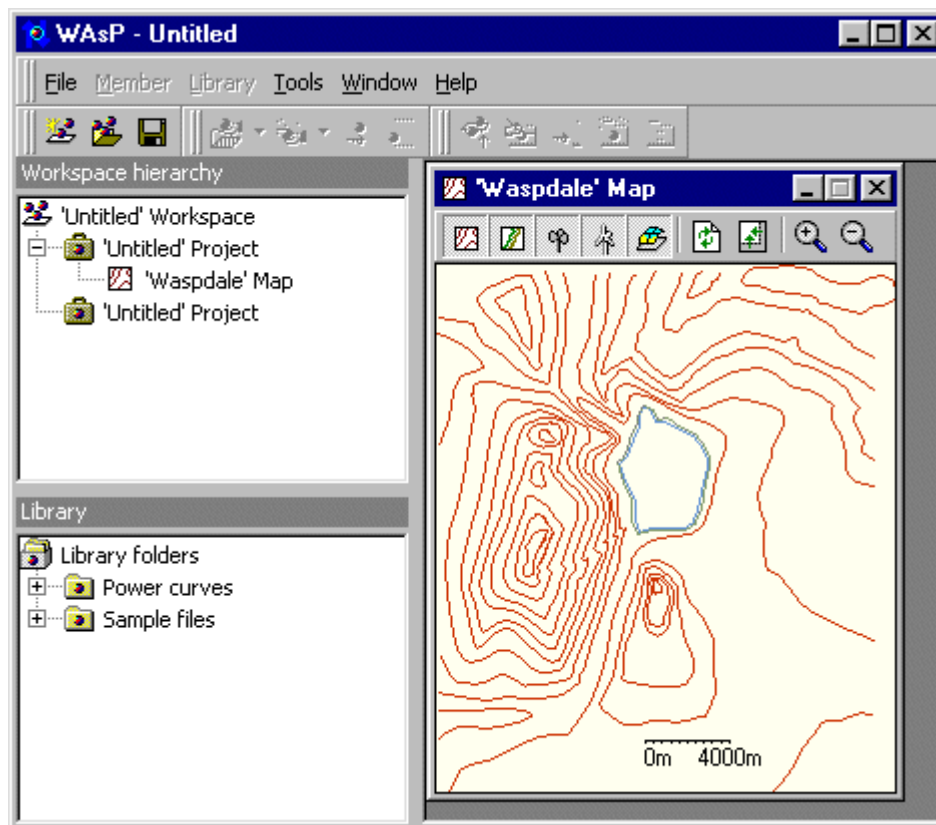 WAsP - Untitled
File Member Library Tools Window Help
Workspace hierarchy
'Untitled' Workspace
'Untitled' Project
'Waspdale' Map
'Untitled' Project
Library
Library folders
Power curves
Sample files
'Waspdale' Map
0m 4000m